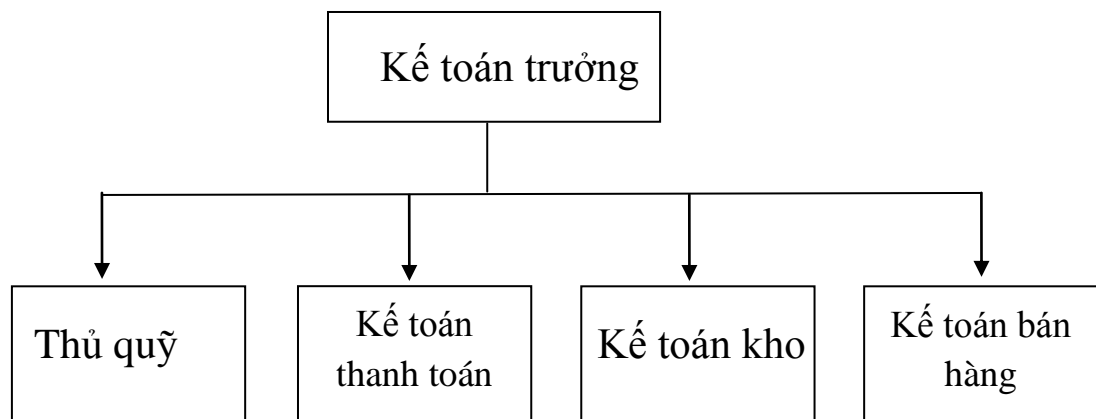 Kế toán trưởng
Thủ quỹ
Kế toán
thanh toán
Kế toán kho
Kế toán bán
hàng